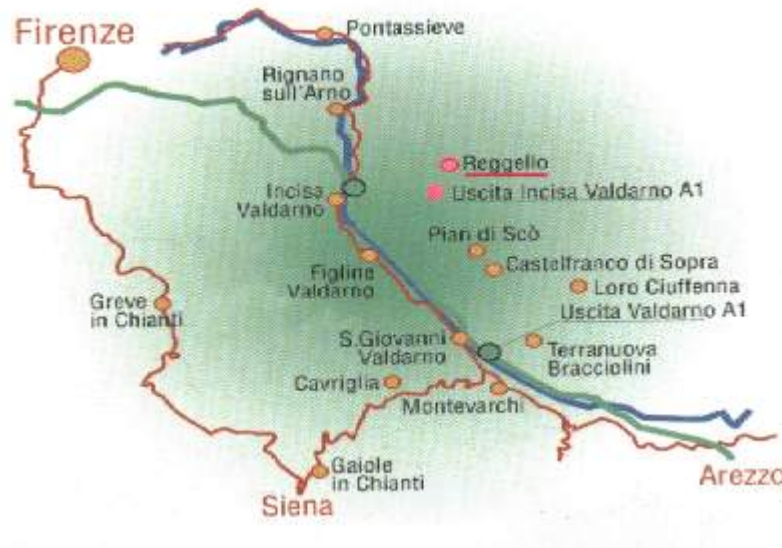 Firenze
Pontassieve
Rignano
sull'Arno
Reggello
Uscita Incisa Valdarno A1
Incisa
Valdarno
Pian di Scò
Castelfranco di Sopra
Figline
Valdarno
Loro Ciuffenna
Greve
in Chianti
Uscita Valdarno A1
S.Giovanni
Valdarno
Terranuova
Bracciolini
Cavriglia
Montevarchi
Gaiole
in Chianti
Siena
Arezzo